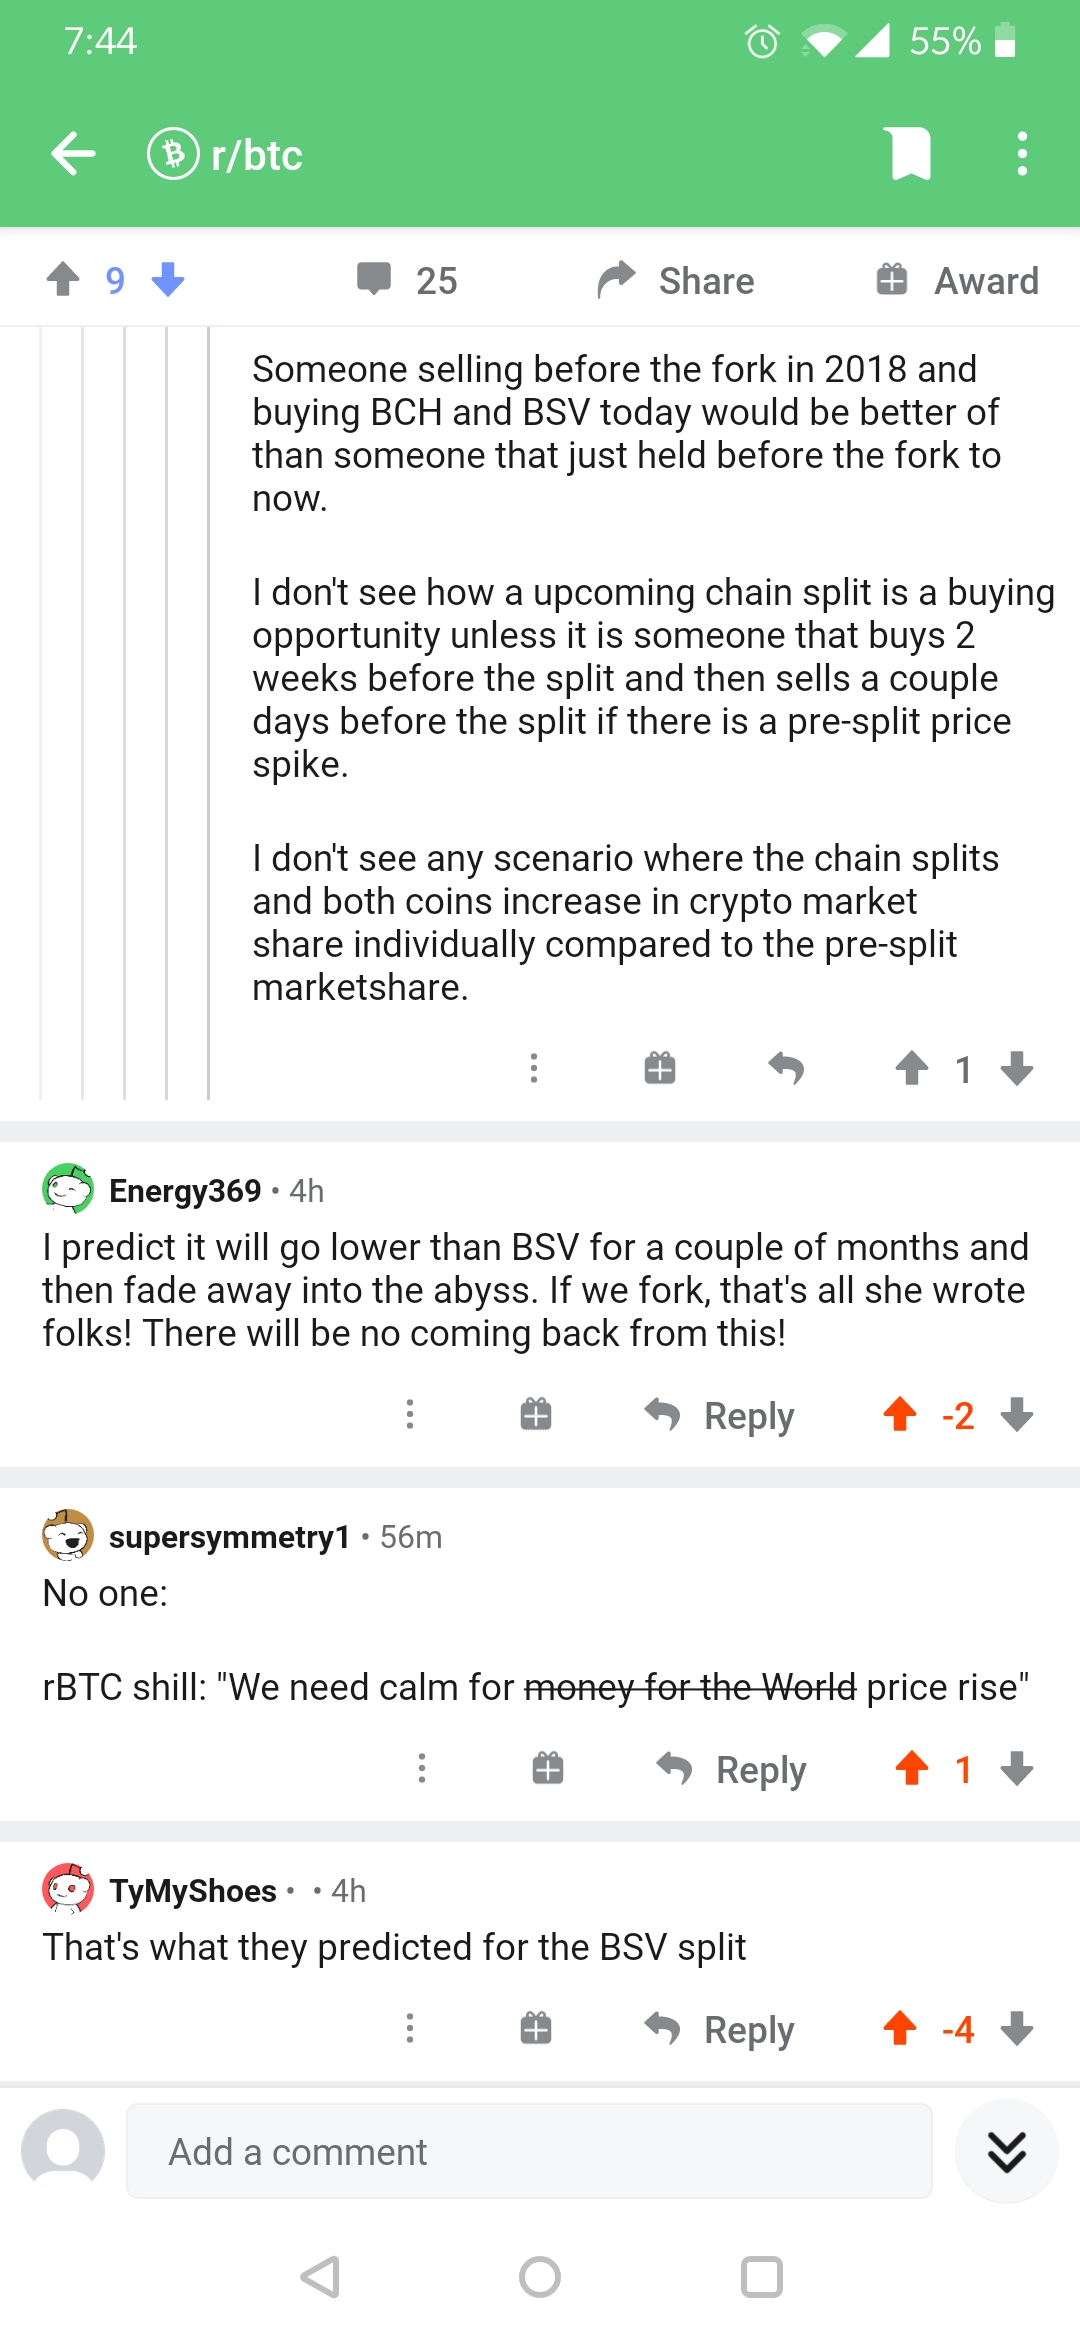 7:44
55%
r/btc
9
25
Share
Award
Someone selling before the fork in 2018 and
buying BCH and BSV today would be better of
than someone that just held before the fork to
now.
I don't see how a upcoming chain split is a buying
opportunity unless it is someone that buys 2
weeks before the split and then sells a couple
days before the split if there is a pre-split price
spike.
I don't see any scenario where the chain splits
and both coins increase in crypto market
share individually compared to the pre-split
marketshare.
1
Energy369 • 4h
I predict it will go lower than BSV for a couple of months and
then fade away into the abyss. If we fork, that's all she wrote
folks! There will be no coming back from this!
Reply
-2
supersymmetry1 • 56m
No one:
rBTC shill: "We need calm for money for the World price rise"
Reply
1
TyMyShoes • • 4h
That's what they predicted for the BSV split
Reply
-4
Add a comment